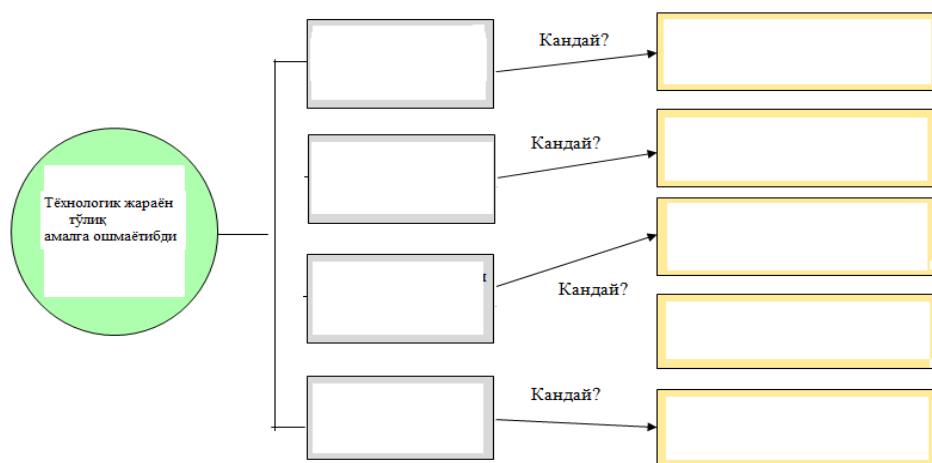 Кандай?
Кандай?
Тёхнологик жараён
тўлиқ
амалга ошмаётибди
Кандай?
Кандай?